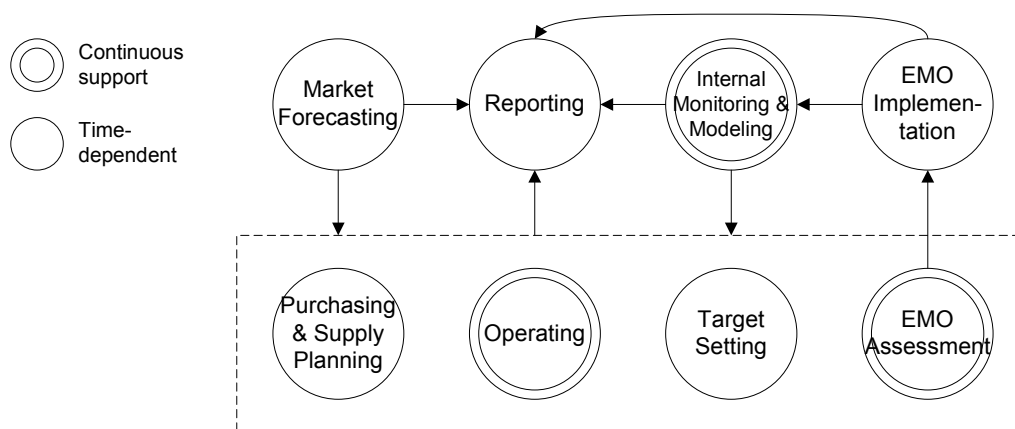 Continuous
support
Time-
dependent
Market
Forecasting
Reporting
Internal
Monitoring &
Modeling
EMO
Implemen-
tation
Purchasing
& Supply
Planning
Operating
Target
Setting
EMO
Assessment